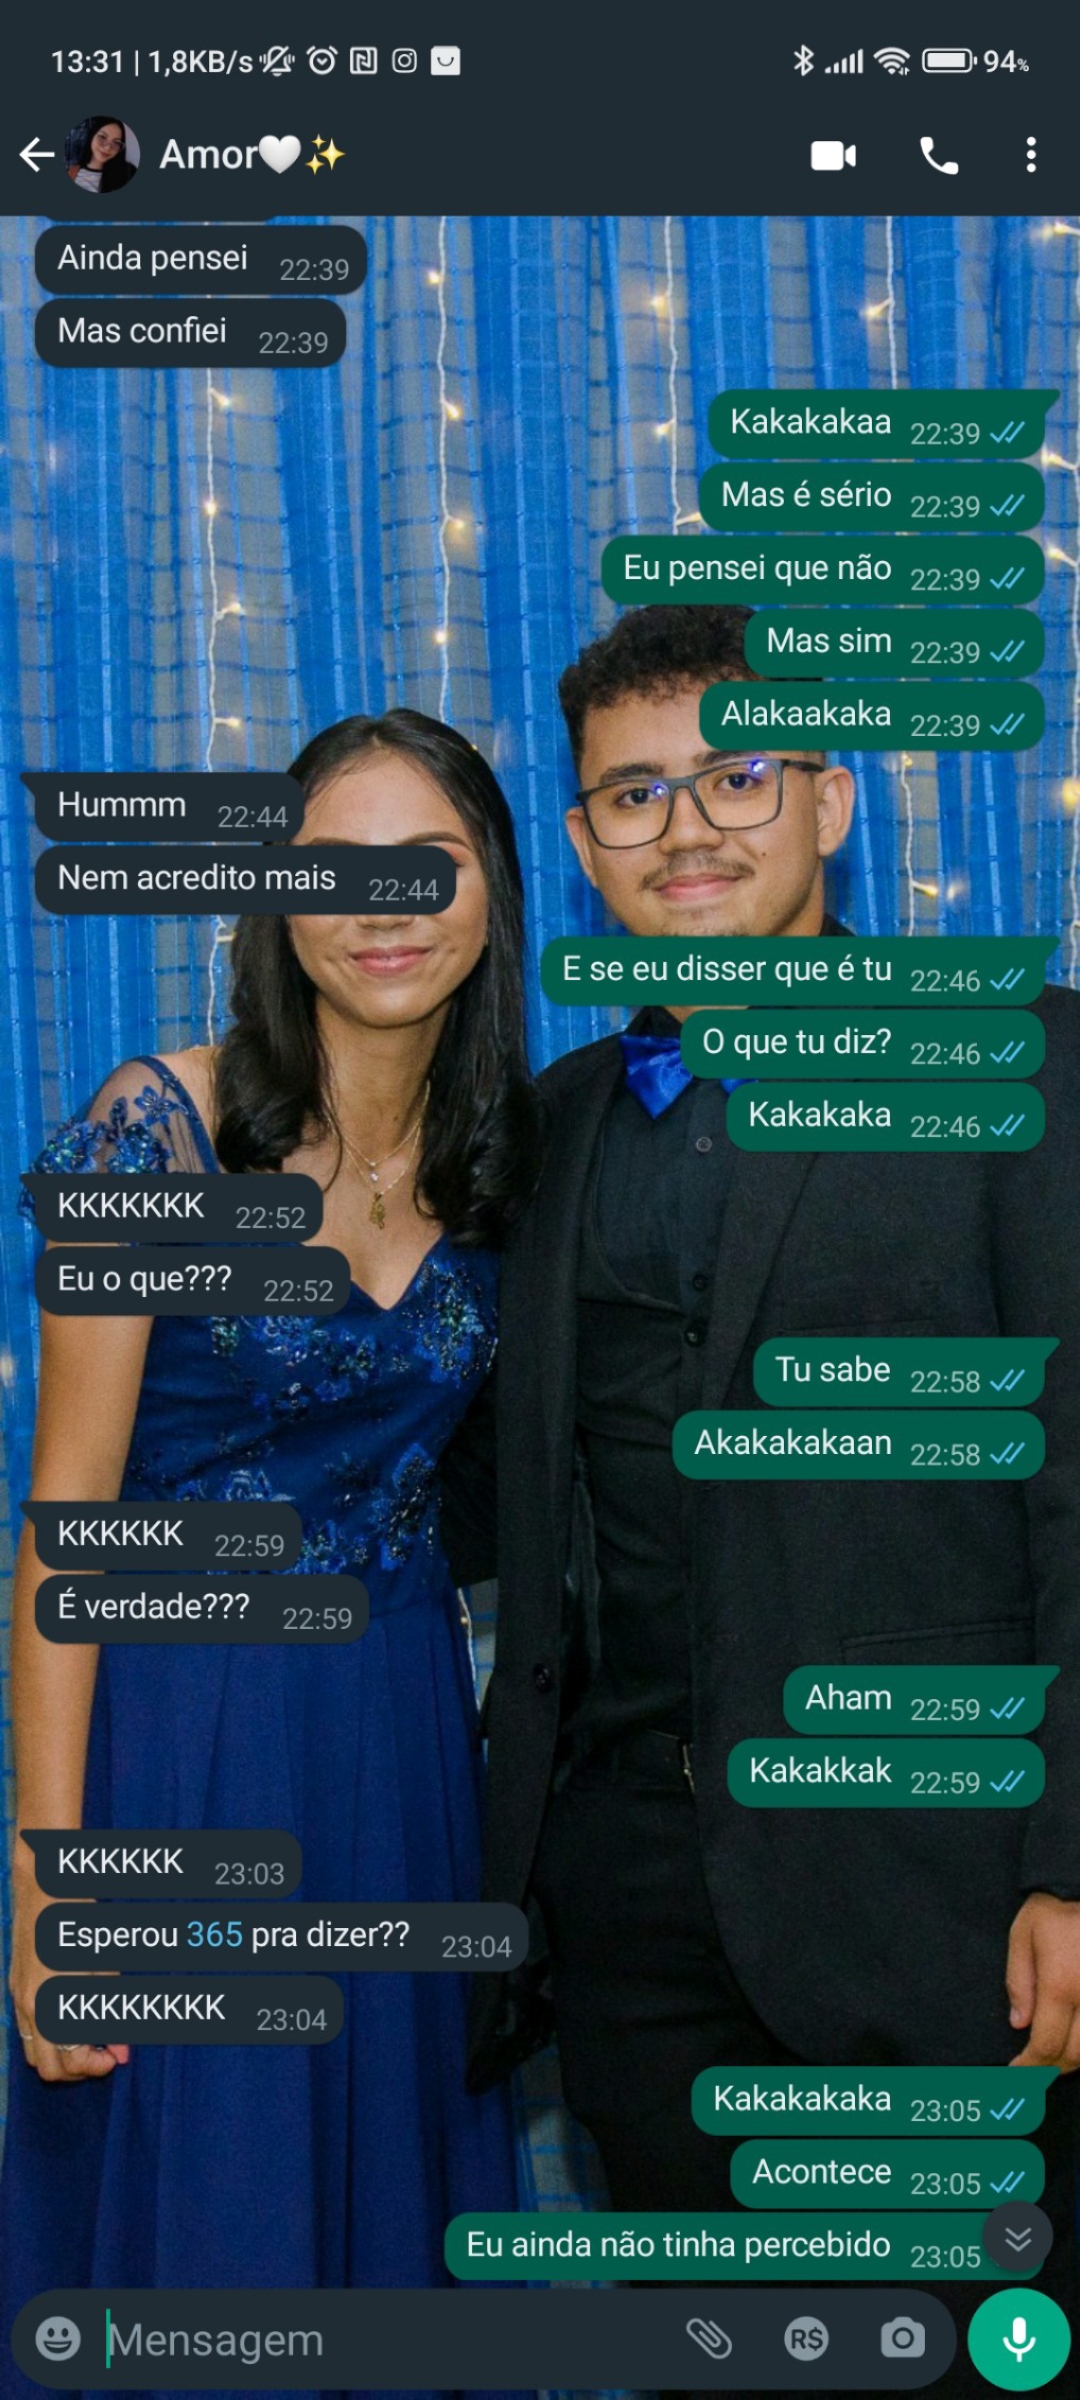 13:31 | 1,8KB/s 94%
Amor🤍✨
Ainda pensei 22:39
Mas confiei 22:39
Kakakakaa 22:39
Mas é sério 22:39
Eu pensei que não 22:39
Mas sim 22:39
Alakaakaka 22:39
Hummm 22:44
Nem acredito mais 22:44
E se eu disser que é tu 22:46
O que tu diz? 22:46
Kakakaka 22:46
KKKKKKK 22:52
Eu o que??? 22:52
Tu sabe 22:58
Akakakakaan 22:58
KKKKKK 22:59
É verdade??? 22:59
Aham 22:59
Kakakkak 22:59
KKKKKK 23:03
Esperou 365 pra dizer?? 23:04
KKKKKKKK 23:04
Kakakakaka 23:05
Acontece 23:05
Eu ainda não tinha percebido 23:05
Mensagem R$